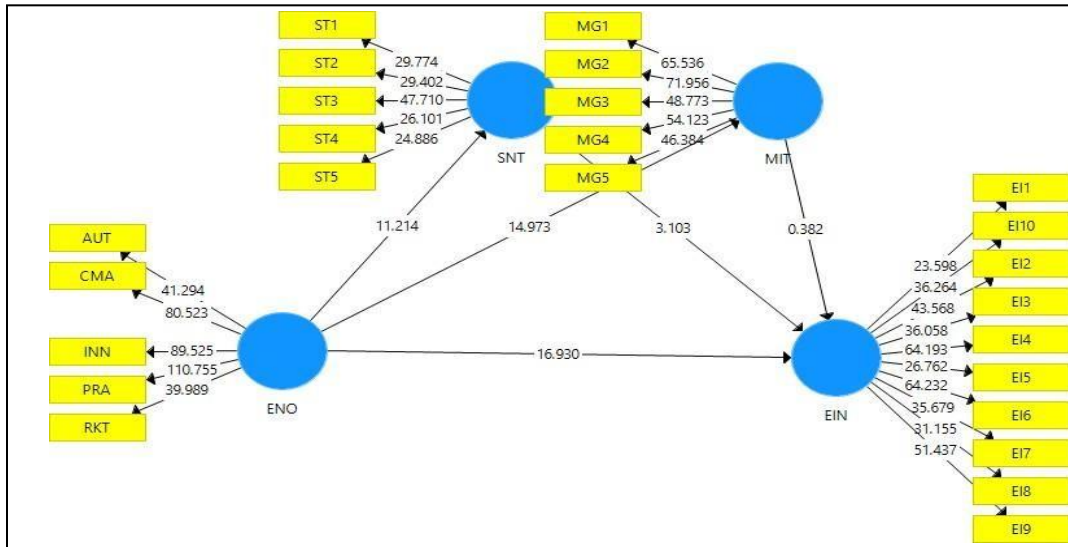 ST1
ST2
ST3
ST4
ST5
29.774
29.402
47.710
26.101
24.886
SNT
MG1
MG2
MG3
MG4
MG5
65.536
71.956
48.773
54.123
46.384
MIT
11.214
14.973
3.103
0.382
AUT
CMA
INN
PRA
RKT
41.294
80.523
89.525
110.755
39.989
ENO
16.930
EIN
23.598
36.264
43.568
36.058
64.193
26.762
64.232
35.679
31.155
51.437
EI1
EI10
EI2
EI3
EI4
EI5
EI6
EI7
EI8
EI9